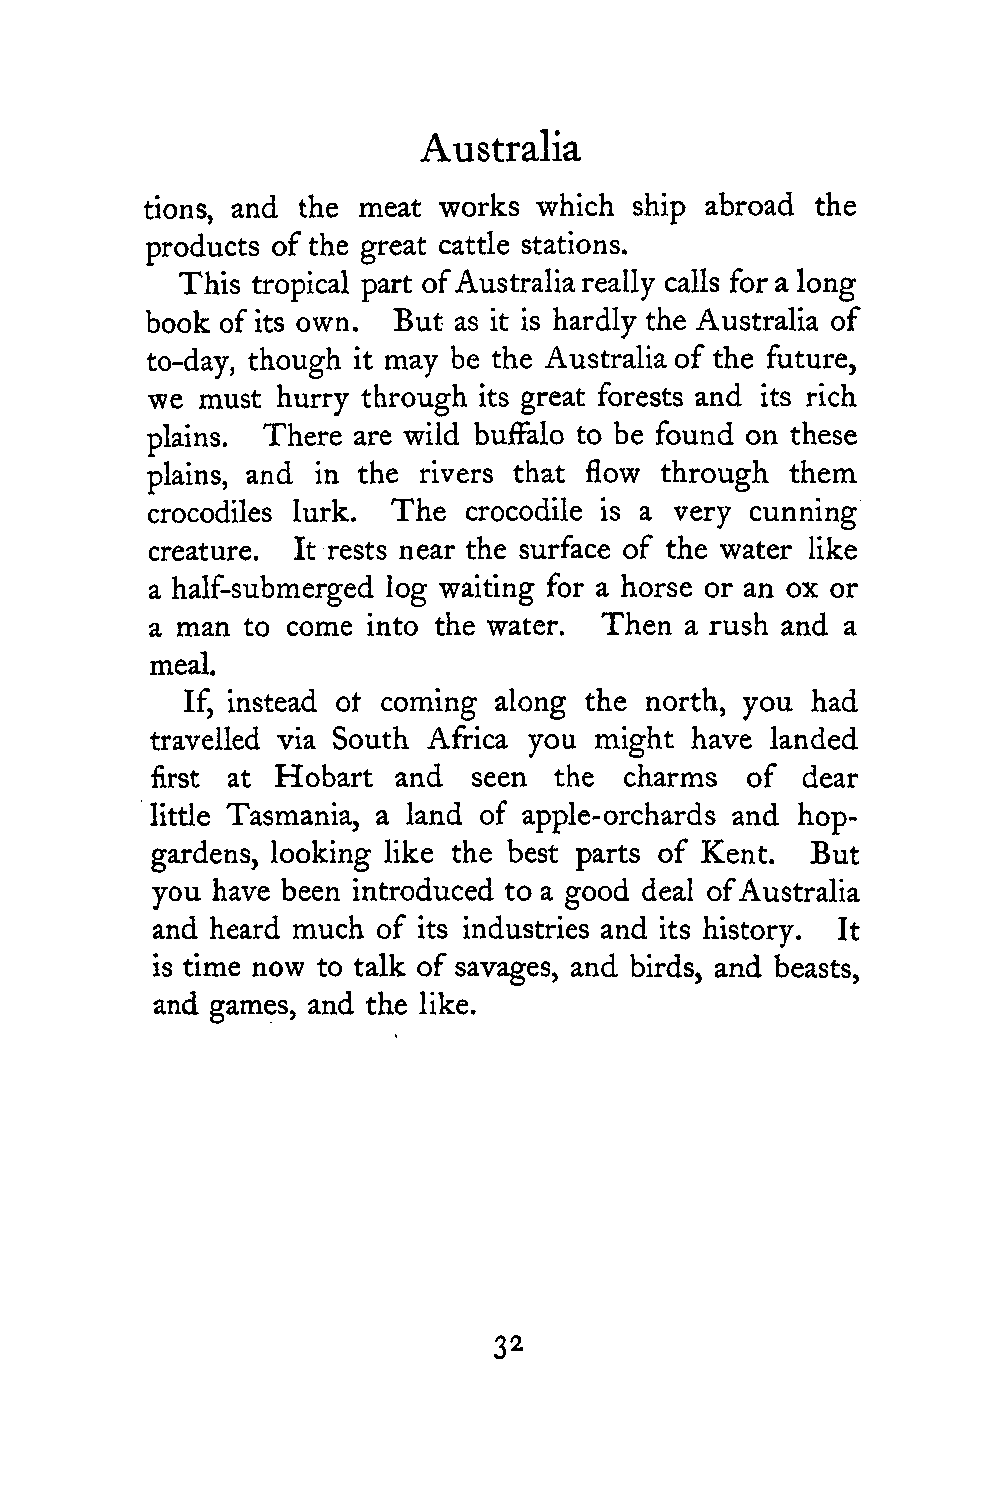 Australia
tions, and the meat works which ship abroad the
products of the great cattle stations.
This tropical part of Australia really calls for a long
book of its own. But as it is hardly the Australia of
to-day, though it may be the Australia of the future,
we must hurry through its great forests and its rich
plains. There are wild buffalo to be found on these
plains, and in the rivers that flow through them
crocodiles lurk. The crocodile is a very cunning
creature. It rests near the surface of the water like
a half-submerged log waiting for a horse or an ox or
a man to come into the water. Then a rush and a
meal.
If, instead of coming along the north, you had
travelled via South Africa you might have landed
first at Hobart and seen the charms of dear
little Tasmania, a land of apple-orchards and hop-
gardens, looking like the best parts of Kent. But
you have been introduced to a good deal of Australia
and heard much of its industries and its history. It
is time now to talk of savages, and birds, and beasts,
and games, and the like.
32